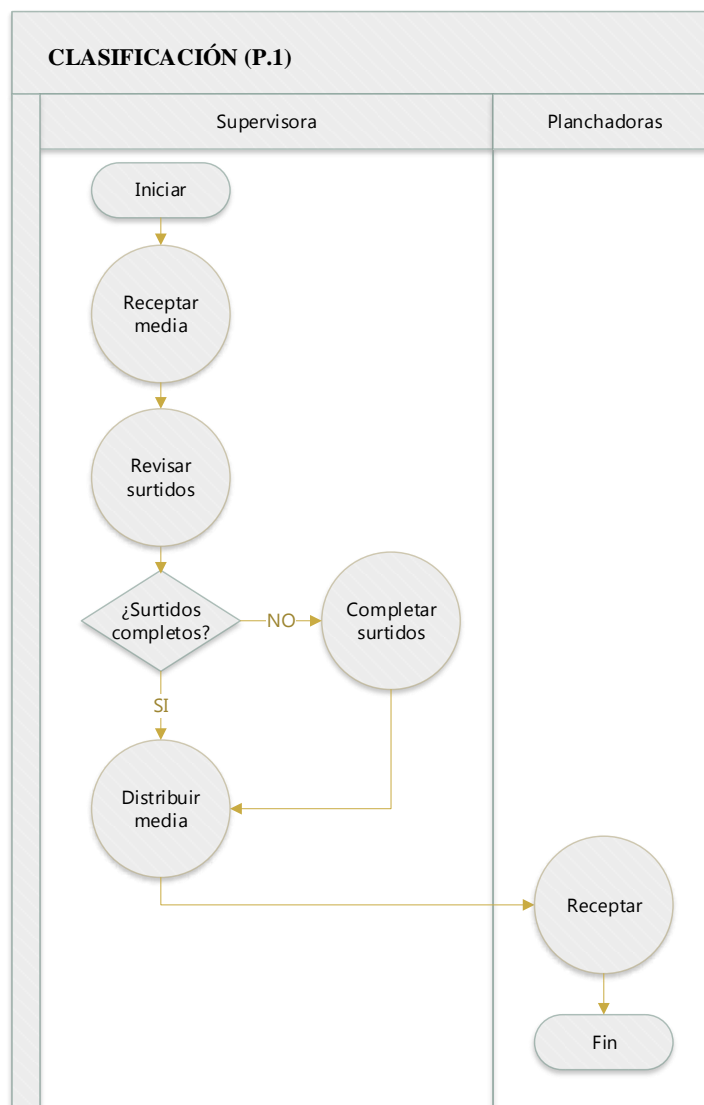 CLASIFICACIÓN (P.1)
Supervisora
Planchadoras
Iniciar
Receptar
media
Revisar
surtidos
¿Surtidos
completos?
NO
Completar
surtidos
SI
Distribuir
media
Receptar
Fin